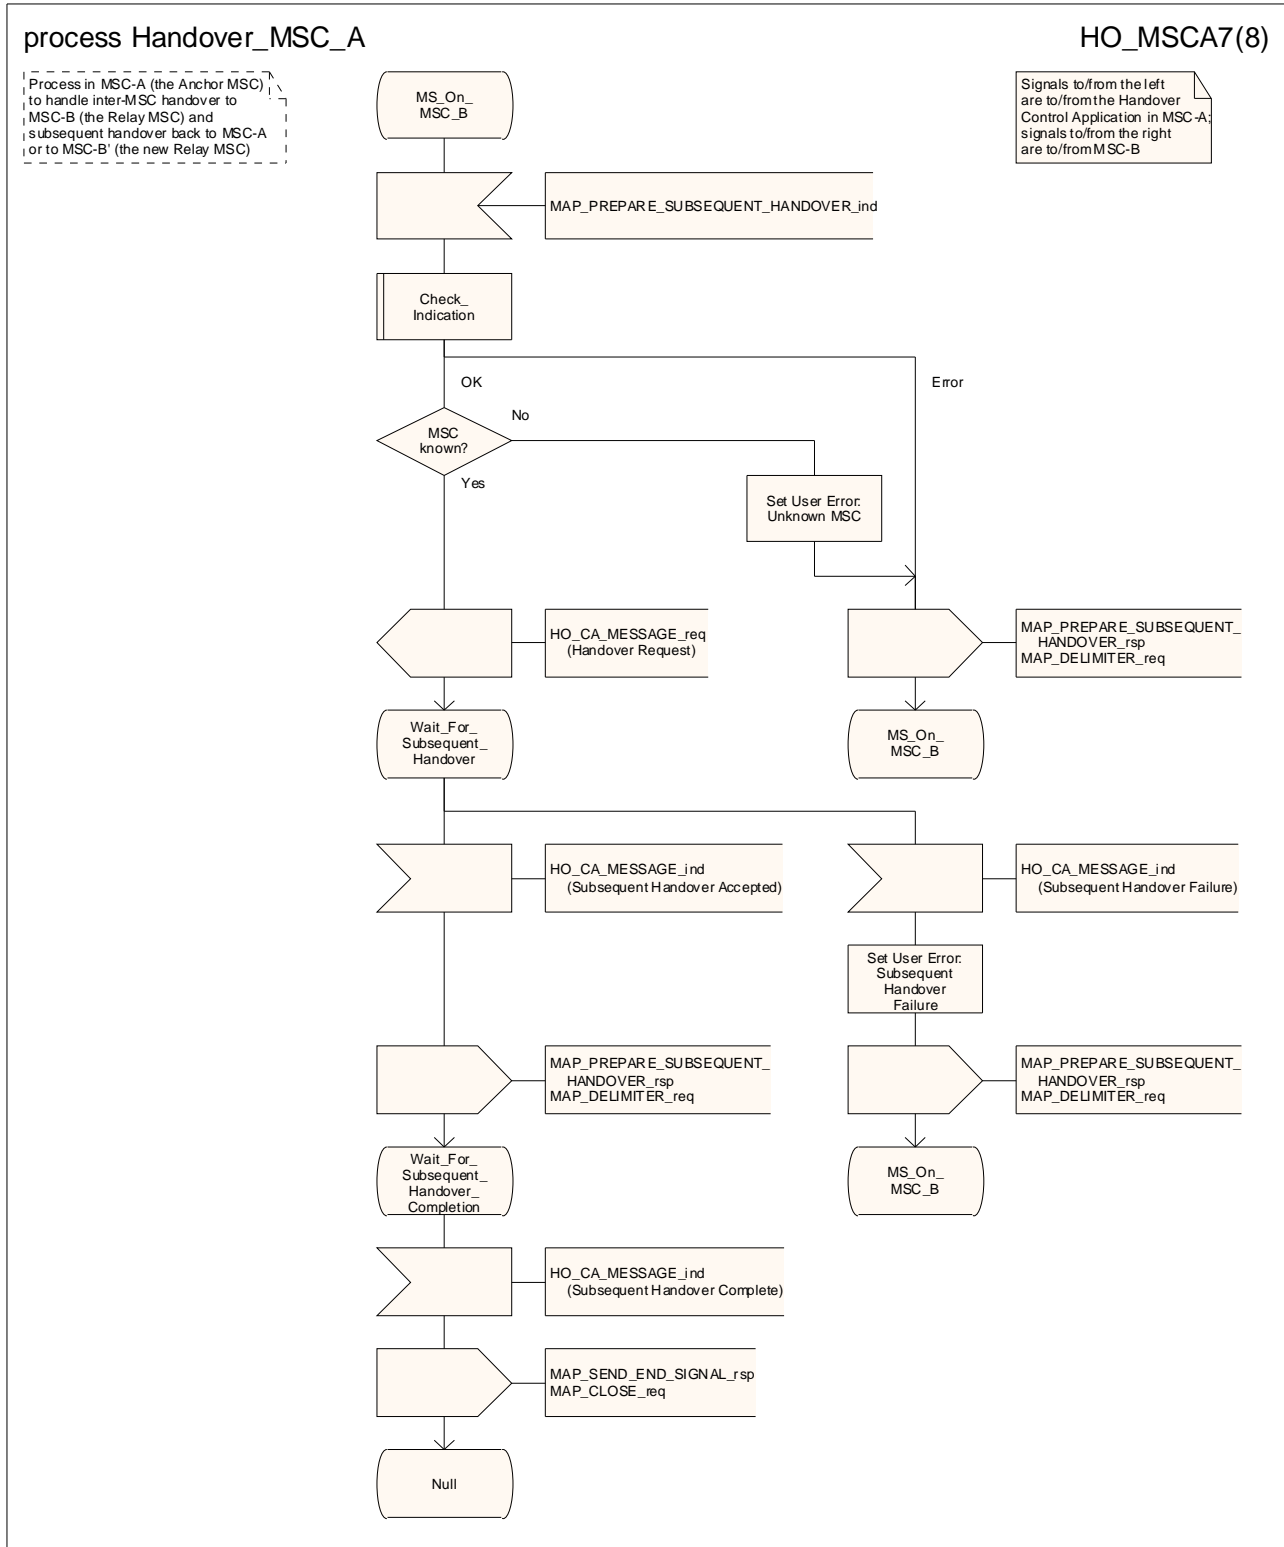 process Handover_MSC_A
HO_MSCA7(8)
Process in MSC-A (the Anchor MSC)
to handle inter-MSC handover to
MSC-B (the Relay MSC) and
subsequent handover back to MSC-A
or to MSC-B' (the new Relay MSC)
Signals to/from the left
are to/from the Handover
Control Application in MSC-A;
signals to/from the right
are to/from MSC-B
MS_On_
MSC_B
MAP_PREPARE_SUBSEQUENT_HANDOVER_ind
Check_
Indication
OK
Error
MSC
known?
No
Yes
Set User Error:
Unknown MSC
HO_CA_MESSAGE_req
(Handover Request)
MAP_PREPARE_SUBSEQUENT_
HANDOVER_rsp
MAP_DELIMITER_req
Wait_For_
Subsequent_
Handover
MS_On_
MSC_B
HO_CA_MESSAGE_ind
(Subsequent Handover Accepted)
HO_CA_MESSAGE_ind
(Subsequent Handover Failure)
Set User Error:
Subsequent
Handover
Failure
MAP_PREPARE_SUBSEQUENT_
HANDOVER_rsp
MAP_DELIMITER_req
MAP_PREPARE_SUBSEQUENT_
HANDOVER_rsp
MAP_DELIMITER_req
Wait_For_
Subsequent_
Handover_
Completion
MS_On_
MSC_B
HO_CA_MESSAGE_ind
(Subsequent Handover Complete)
MAP_SEND_END_SIGNAL_rsp
MAP_CLOSE_req
Null